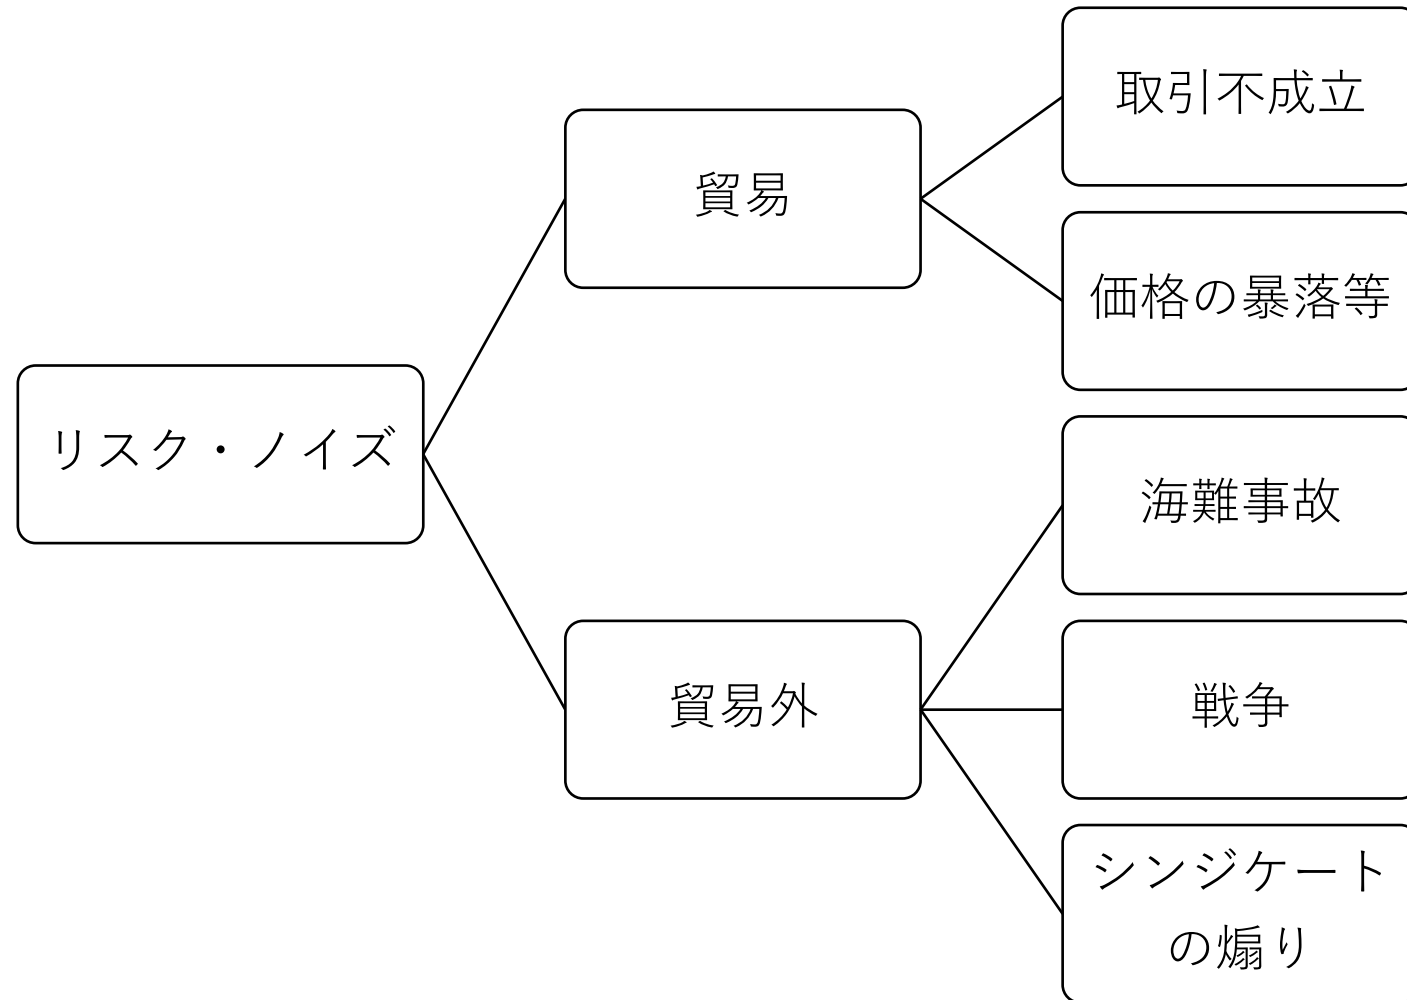 リスク・ノイズ
貿易
取引不成立
価格の暴落等
貿易外
海難事故
戦争
シンジケート
の煽り